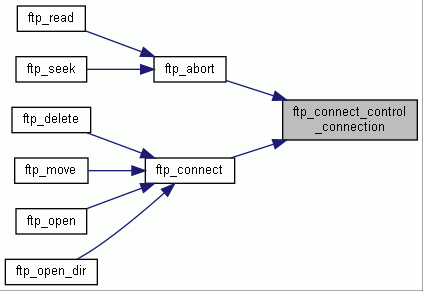 ftp_read
ftp_seek
ftp_abort
ftp_connect_control
_connection
ftp_delete
ftp_move
ftp_connect
ftp_open
ftp_open_dir